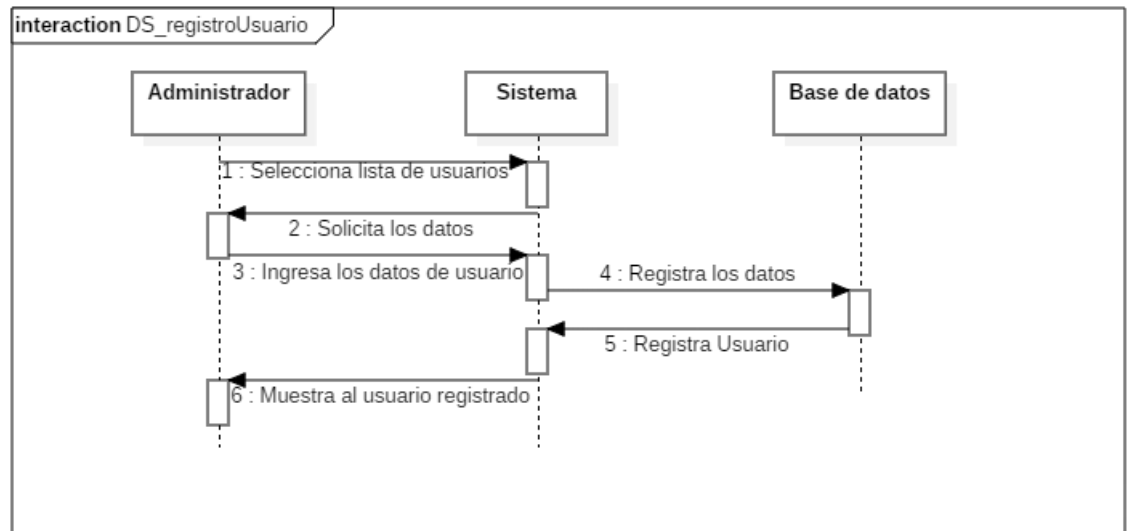 interaction DS_registroUsuario
Administrador
Sistema
Base de datos
1 : Selecciona lista de usuarios
2 : Solicita los datos
3 : Ingresa los datos de usuario
4 : Registra los datos
5 : Registra Usuario
6 : Muestra al usuario registrado